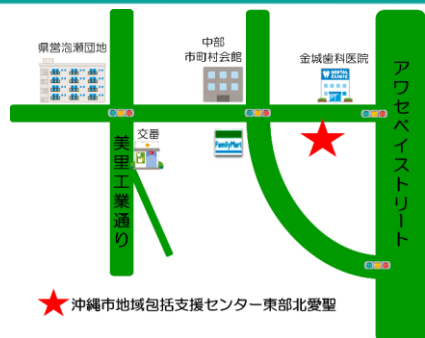 県営泡瀬団地
中部
市町村会館
金城歯科医院
DENTAL
CLINIC
交番
FamilyMart
美里工業通り
アワセベイストリート
沖縄市地域包括支援センター東部北愛聖